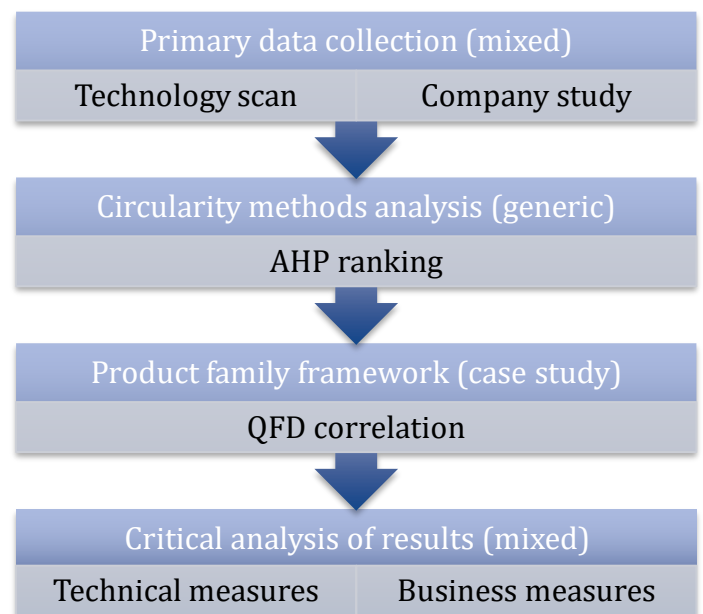 Primary data collection (mixed)
Technology scan Company study
Circularity methods analysis (generic)
AHP ranking
Product family framework (case study)
QFD correlation
Critical analysis of results (mixed)
Technical measures Business measures